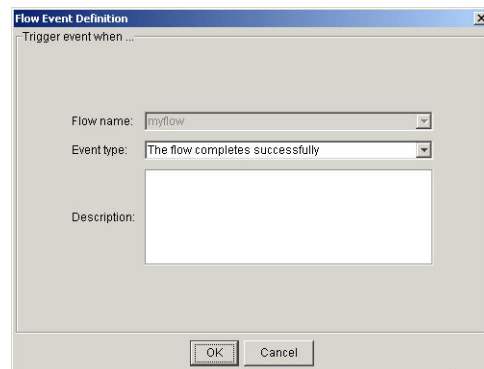 Flow Event Definition
Trigger event when ...
Flow name: myflow
Event type: The flow completes successfully
Description:
OK Cancel